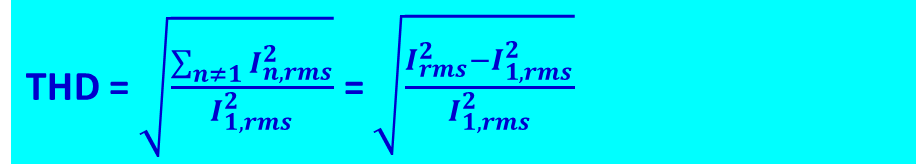 THD = √(∑_{n≠1} I²_{n,rms} / I²_{1,rms}) = √((I²_{rms}−I²_{1,rms}) / I²_{1,rms})